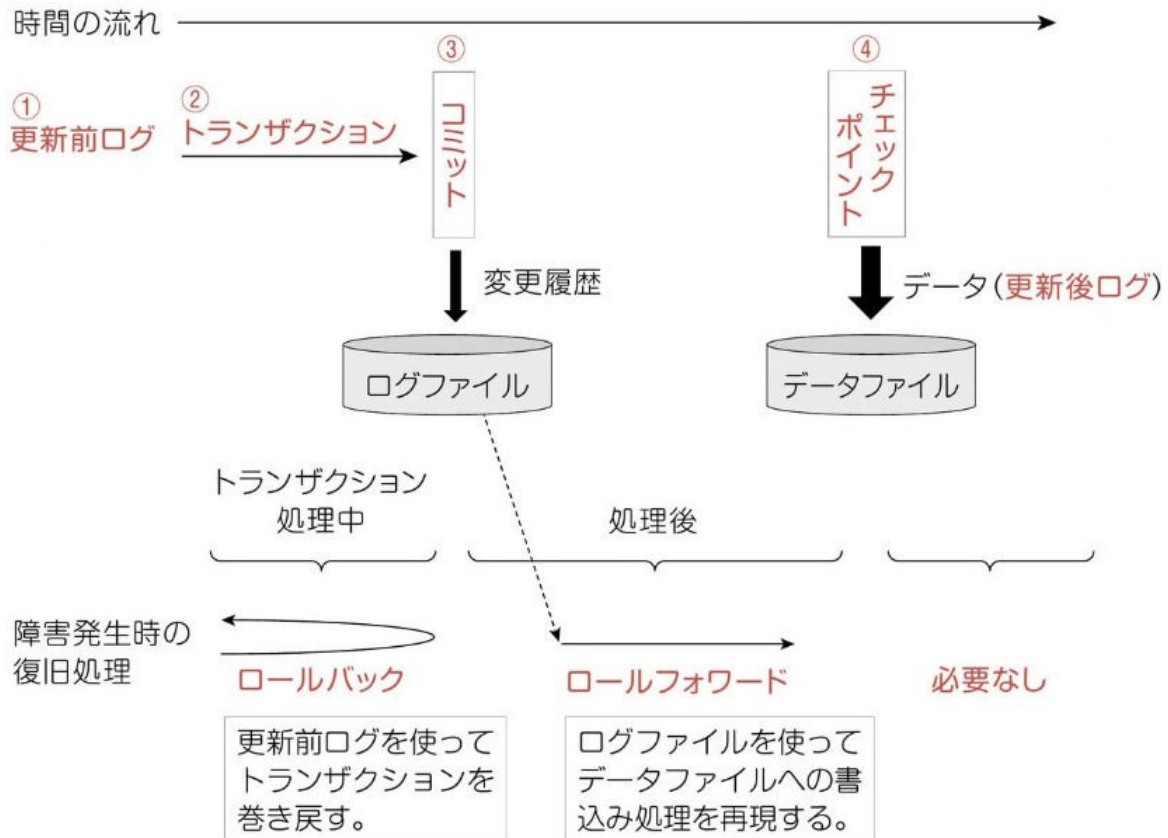 時間の流れ
①
更新前ログ
②
トランザクション
③
コミット
④
チェック
ポイント
変更履歴
データ(更新後ログ)
ログファイル
データファイル
トランザクション
処理中
処理後
障害発生時の
復旧処理
ロールバック
ロールフォワード
必要なし
更新前ログを使って
トランザクションを
巻き戻す。
ログファイルを使って
データファイルへの書
込み処理を再現する。